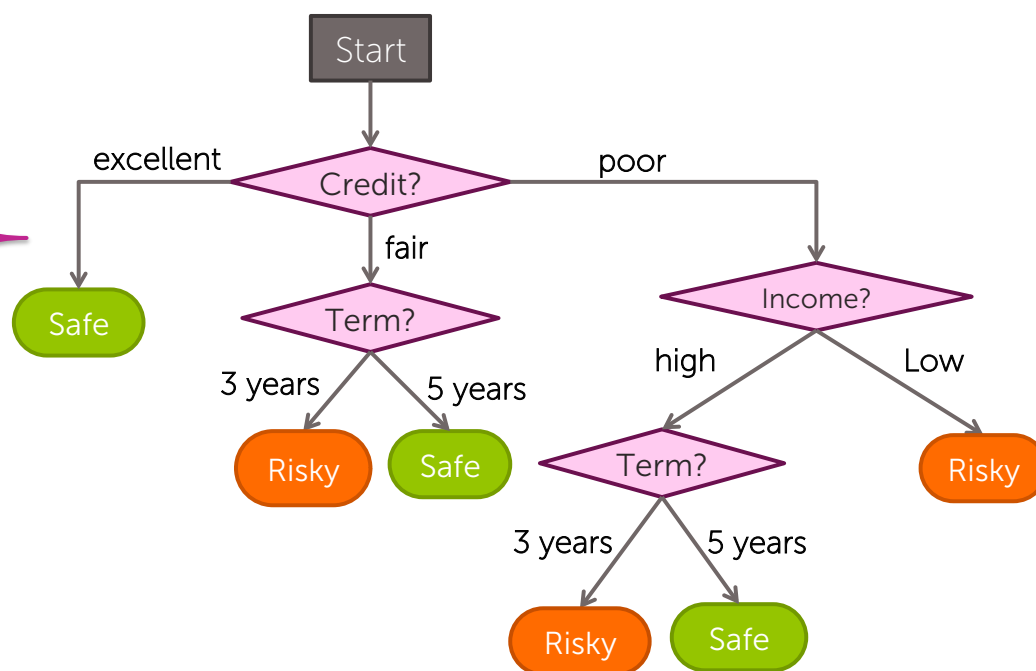 Start
excellent
poor
Credit?
fair
Income?
Safe
Term?
high
Low
3 years
5 years
Risky
Safe
Term?
Risky
3 years
5 years
Risky
Safe